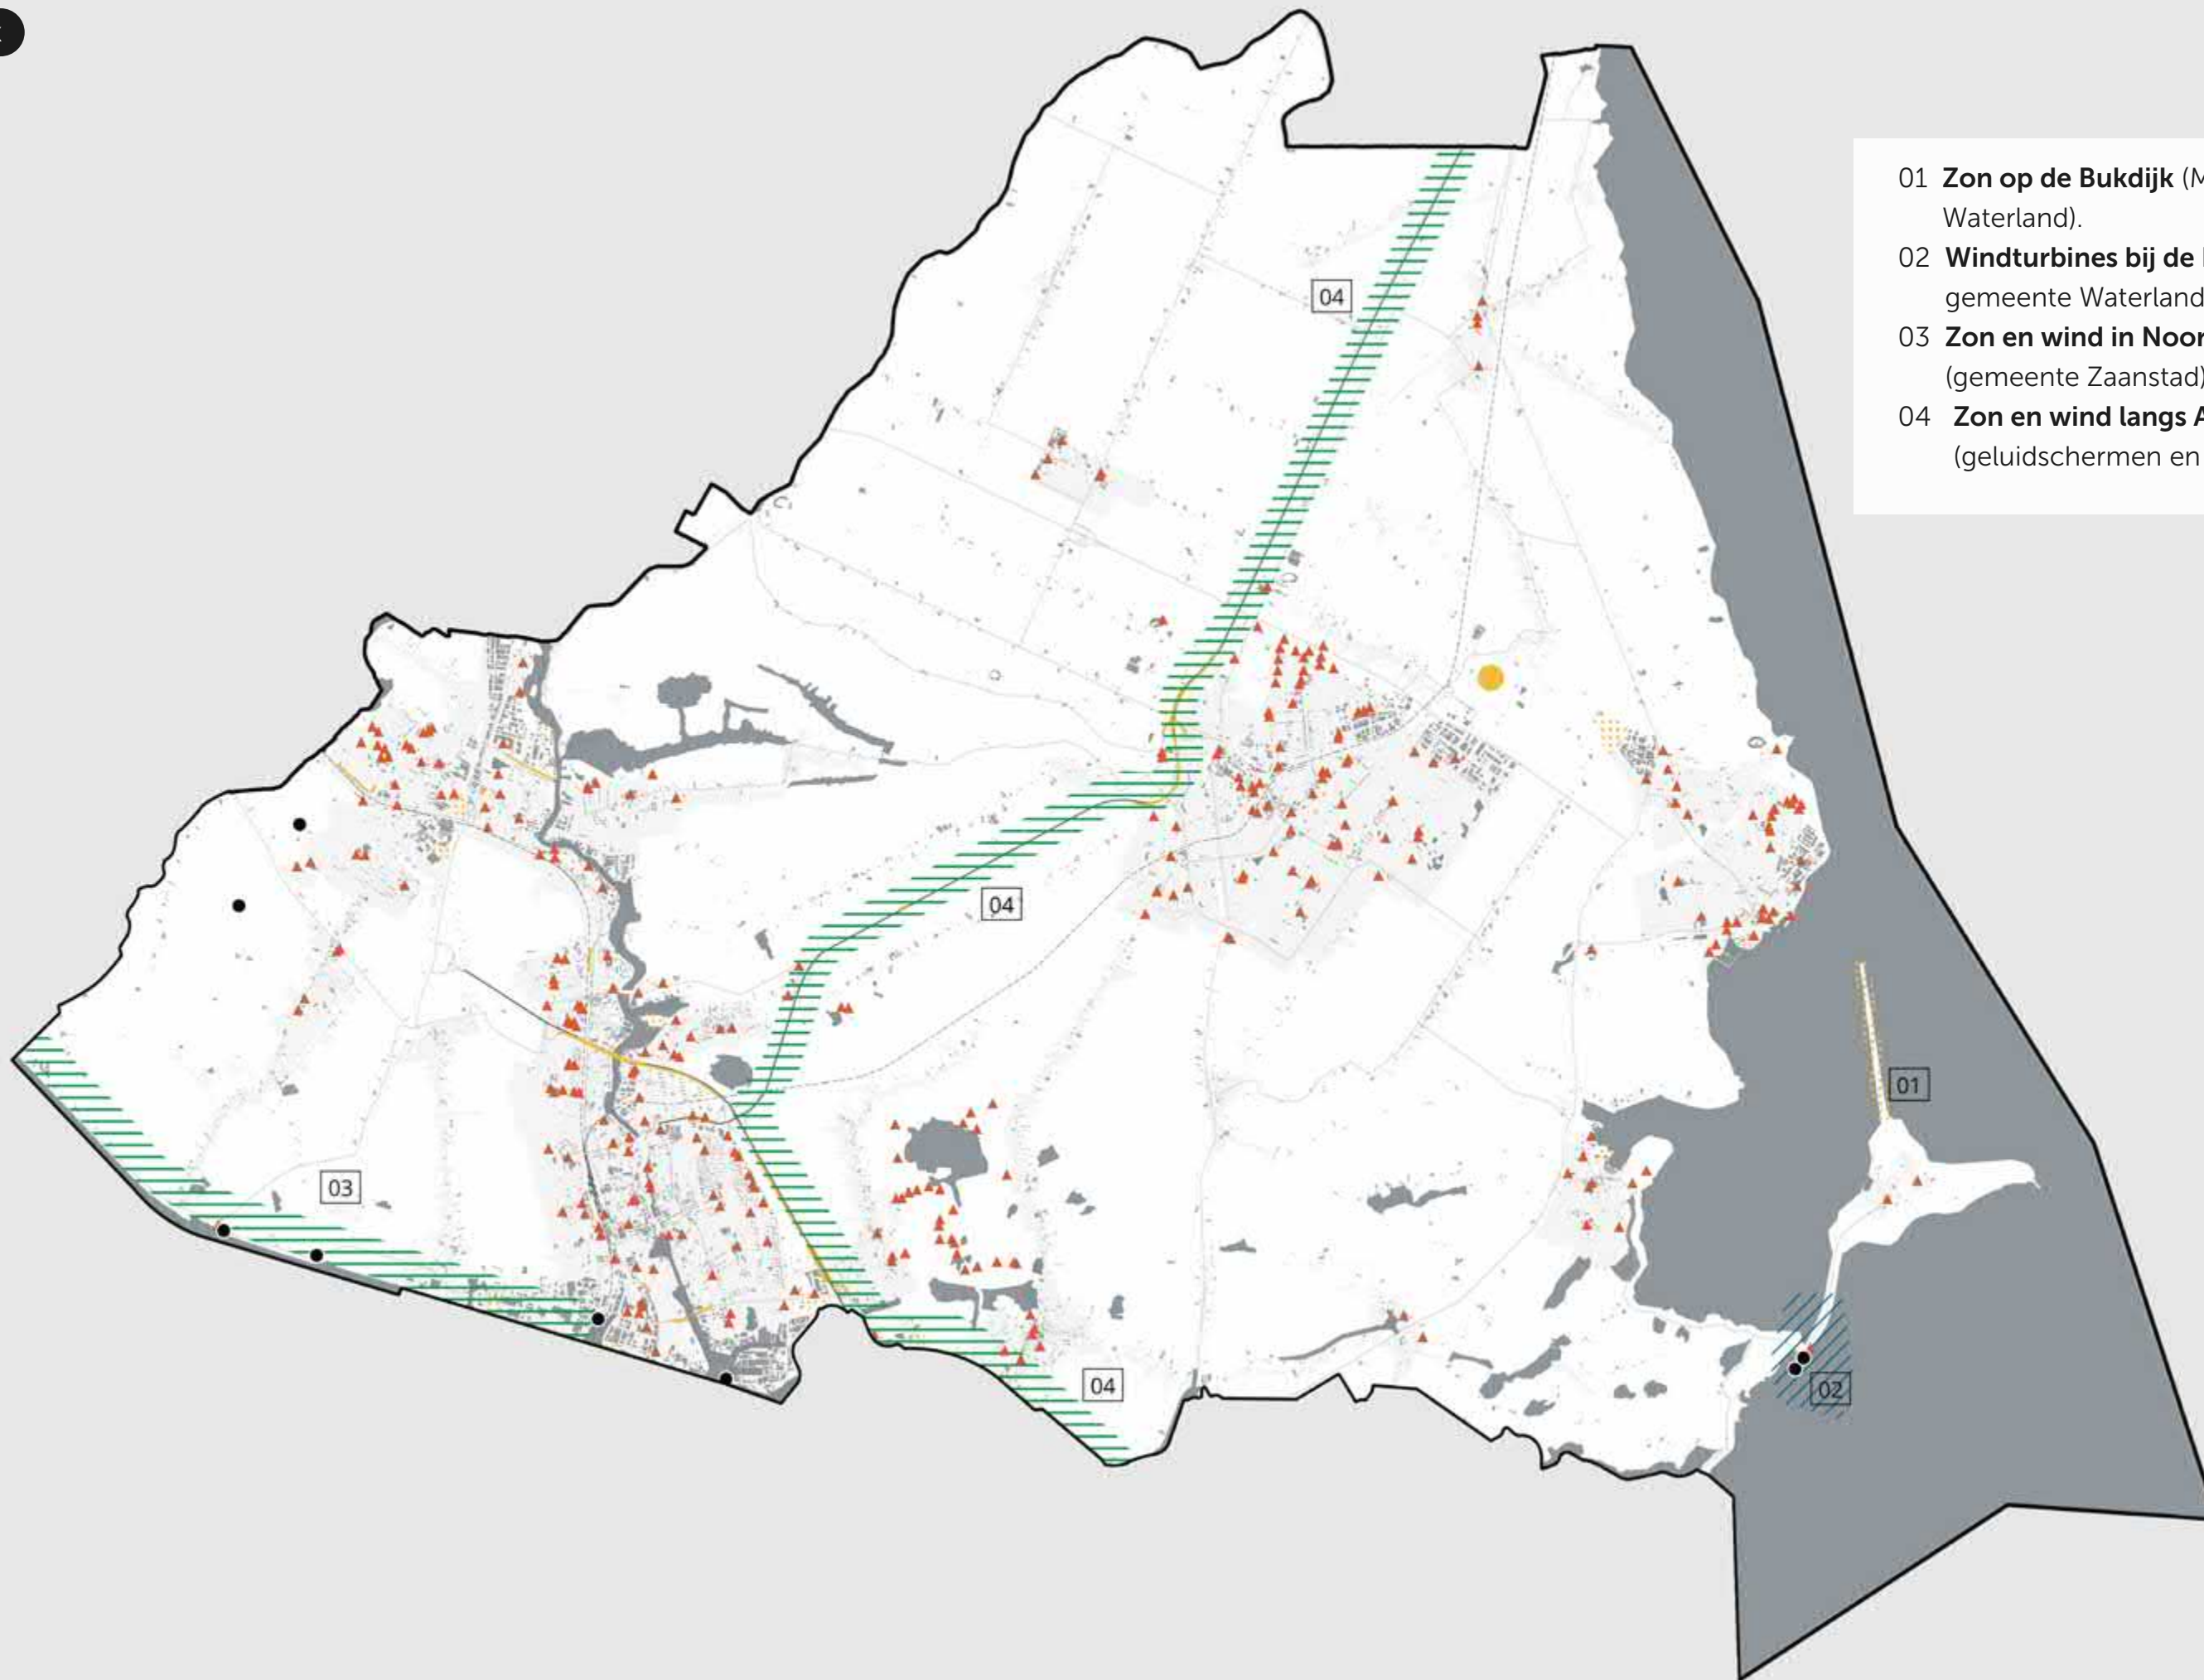 01 Zon op de Bukdijk
Waterland).
02 Windturbines bij de
gemeente Waterland
03 Zon en wind in
(gemeente Zaanstad)
04 Zon en wind langs
(geluidschermen en
04
04
01
03
04
02